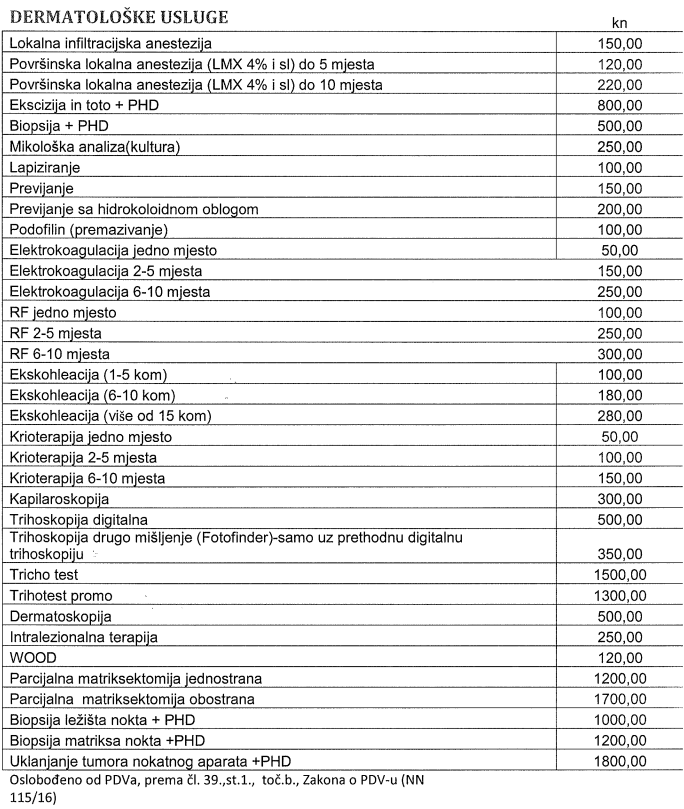 DERMATOLOŠKE USLUGE kn
Lokalna infiltracijska anestezija 150,00
Površinska lokalna anestezija (LMX 4% i sl) do 5 mjesta 120,00
Površinska lokalna anestezija (LMX 4% i sl) do 10 mjesta 220,00
Ekscizija in toto + PHD 800,00
Biopsija + PHD 500,00
Mikološka analiza(kultura) 250,00
Lapiziranje 100,00
Previjanje 150,00
Previjanje sa hidrokoloidnom oblogom 200,00
Podofilin (premazivanje) 100,00
Elektrokoagulacija jedno mjesto 50,00
Elektrokoagulacija 2-5 mjesta 150,00
Elektrokoagulacija 6-10 mjesta 250,00
RF jedno mjesto 100,00
RF 2-5 mjesta 250,00
RF 6-10 mjesta 300,00
Ekskohleacija (1-5 kom) 100,00
Ekskohleacija (6-10 kom) 180,00
Ekskohleacija (više od 15 kom) 280,00
Krioterapija jedno mjesto 50,00
Krioterapija 2-5 mjesta 100,00
Krioterapija 6-10 mjesta 150,00
Kapilaroskopija 300,00
Trihoskopija digitalna 500,00
Trihoskopija drugo mišljenje (Fotofinder)-samo uz prethodnu digitalnu
trihoskopiju 350,00
Tricho test 1500,00
Trihotest promo 1300,00
Dermatoskopija 500,00
Intralezionalna terapija 250,00
WOOD 120,00
Parcijalna matriksektomija jednostrana 1200,00
Parcijalna matriksektomija obostrana 1700,00
Biopsija ležišta nokta + PHD 1000,00
Biopsija matriksa nokta +PHD 1200,00
Uklanjanje tumora nokatnog aparata +PHD 1800,00
Oslobođeno od PDVa, prema čl. 39.,st.1., toč.b., Zakona o PDV-u (NN
115/16)